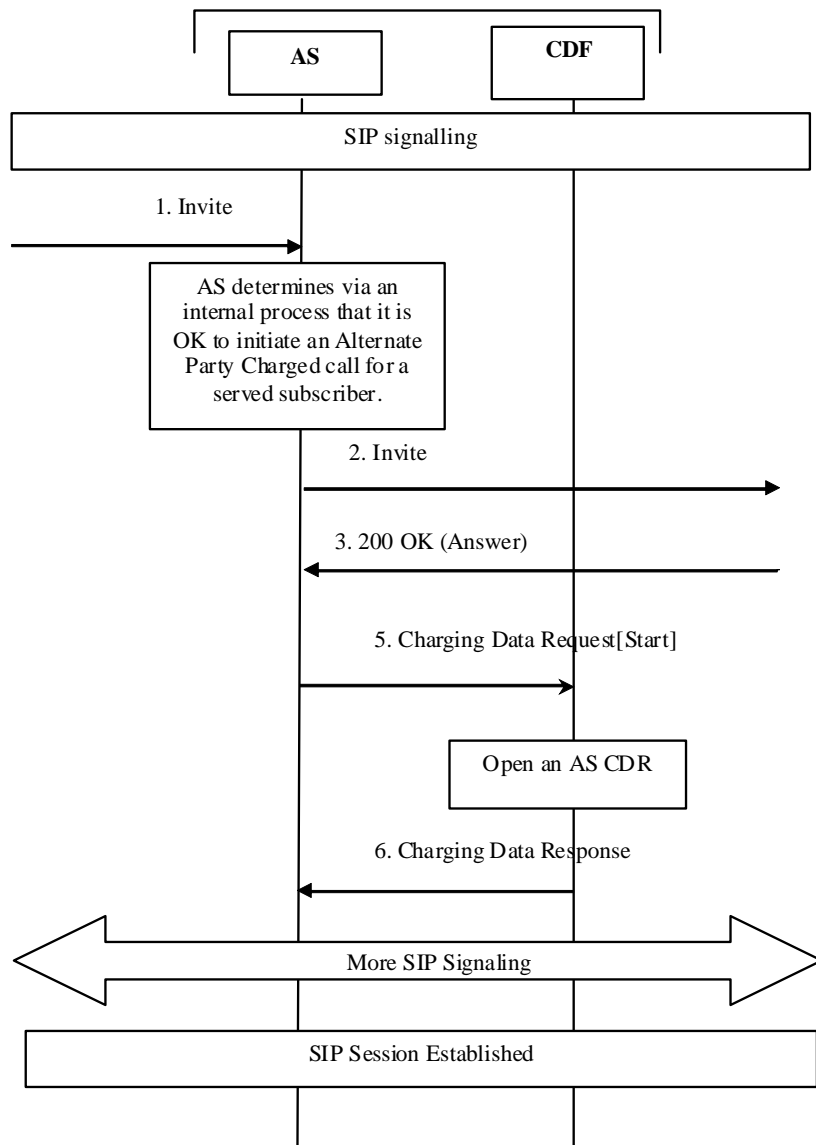 AS
CDF
SIP signalling
1. Invite
AS determines via an
internal process that it is
OK to initiate an Alternate
Party Charged call for a
served subscriber.
2. Invite
3. 200 OK (Answer)
5. Charging Data Request[Start]
Open an AS CDR
6. Charging Data Response
More SIP Signaling
SIP Session Established